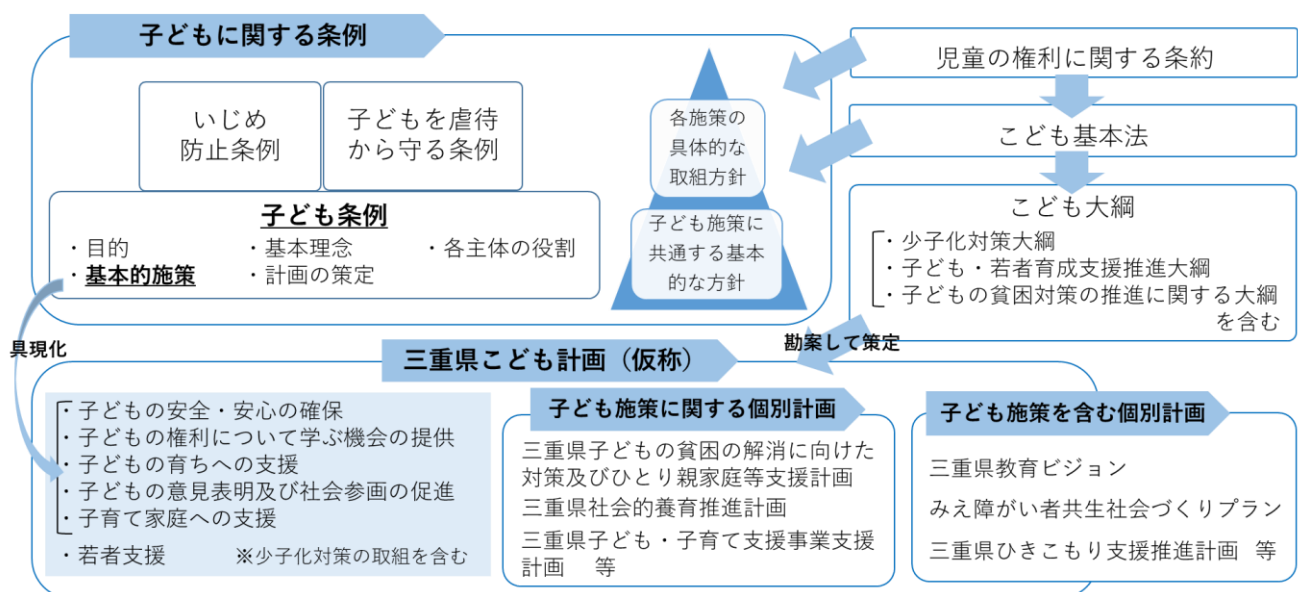 子どもに関する条例
いじめ
防止条例
子どもを虐待
から守る条例
子ども条例
・目的
・基本理念
・各主体の役割
・基本的施策
・計画の策定
各施策の
具体的な
取組方針
子ども施策に
共通する基本
的な方針
児童の権利に関する条約
こども基本法
こども大綱
・少子化対策大綱
・子ども・若者育成支援推進大綱
・子どもの貧困対策の推進に関する大綱
を含む
具現化
勘案して策定
三重県こども計画（仮称）
・子どもの安全・安心の確保
・子どもの権利について学ぶ機会の提供
・子どもの育ちへの支援
・子どもの意見表明及び社会参画の促進
・子育て家庭への支援
・若者支援　　※少子化対策の取組を含む
子ども施策に関する個別計画
三重県子どもの貧困の解消に向けた
対策及びひとり親家庭等支援計画
三重県社会的養育推進計画
三重県子ども・子育て支援事業支援
計画　等
子ども施策を含む個別計画
三重県教育ビジョン
みえ障がい者共生社会づくりプラン
三重県ひきこもり支援推進計画　等